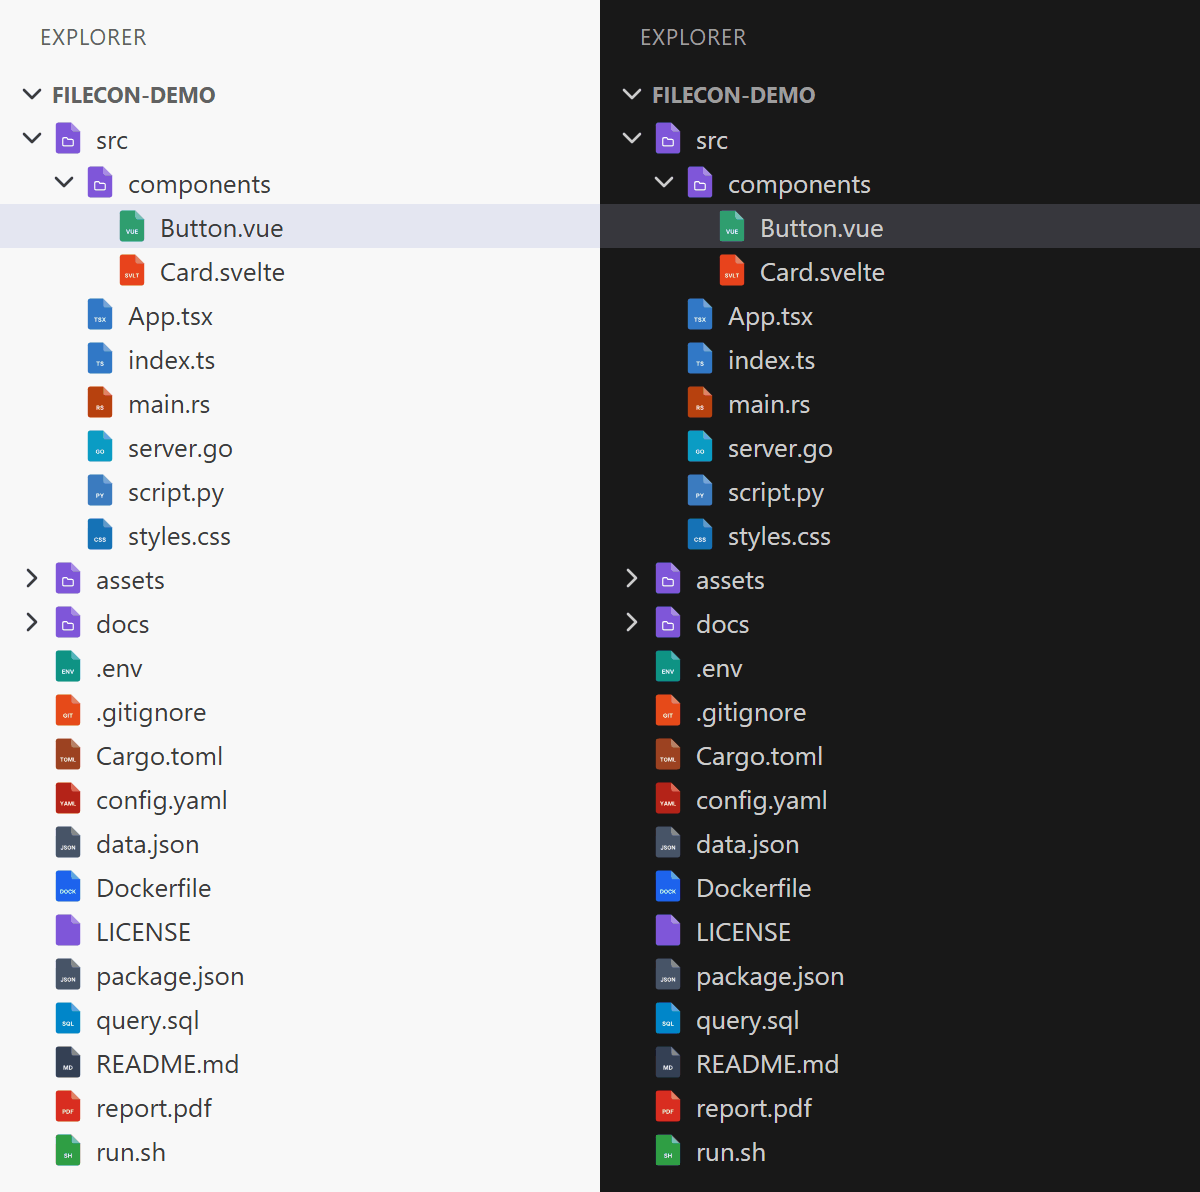 EXPLORER
FILECON-DEMO
src
components
VUE Button.vue
SVLT Card.svelte
TSX App.tsx
TS index.ts
RS main.rs
GO server.go
PY script.py
CSS styles.css
assets
docs
ENV .env
GIT .gitignore
TOML Cargo.toml
YAML config.yaml
JSON data.json
DOCK Dockerfile
LICENSE
JSON package.json
SQL query.sql
MD README.md
PDF report.pdf
SH run.sh
EXPLORER
FILECON-DEMO
src
components
VUE Button.vue
SVLT Card.svelte
TSX App.tsx
TS index.ts
RS main.rs
GO server.go
PY script.py
CSS styles.css
assets
docs
ENV .env
GIT .gitignore
TOML Cargo.toml
YAML config.yaml
JSON data.json
DOCK Dockerfile
LICENSE
JSON package.json
SQL query.sql
MD README.md
PDF report.pdf
SH run.sh